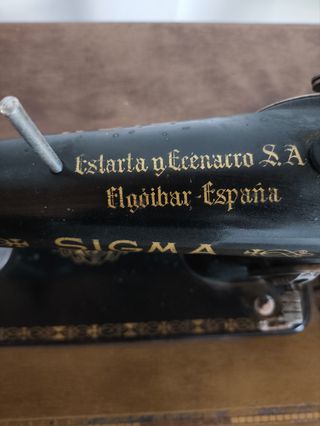 Estarta y Ecenarro S.A
Elgóibar España
SIGMA